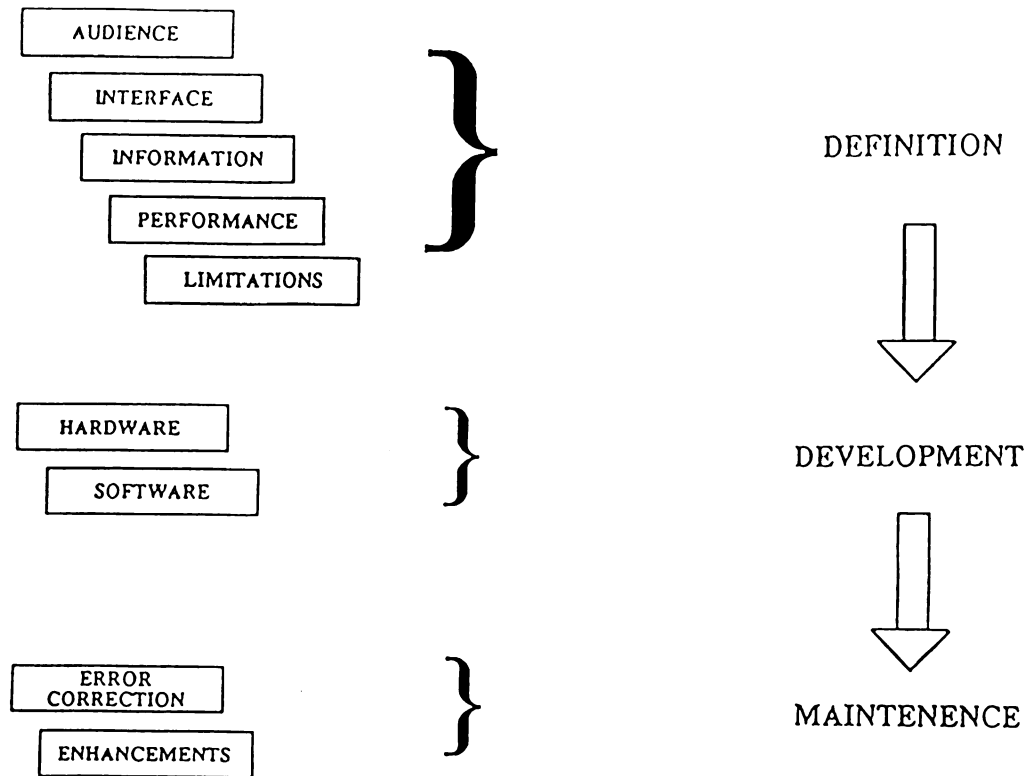 AUDIENCE
INTERFACE
INFORMATION
PERFORMANCE
LIMITATIONS
DEFINITION
HARDWARE
SOFTWARE
DEVELOPMENT
ERROR
CORRECTION
ENHANCEMENTS
MAINTENENCE